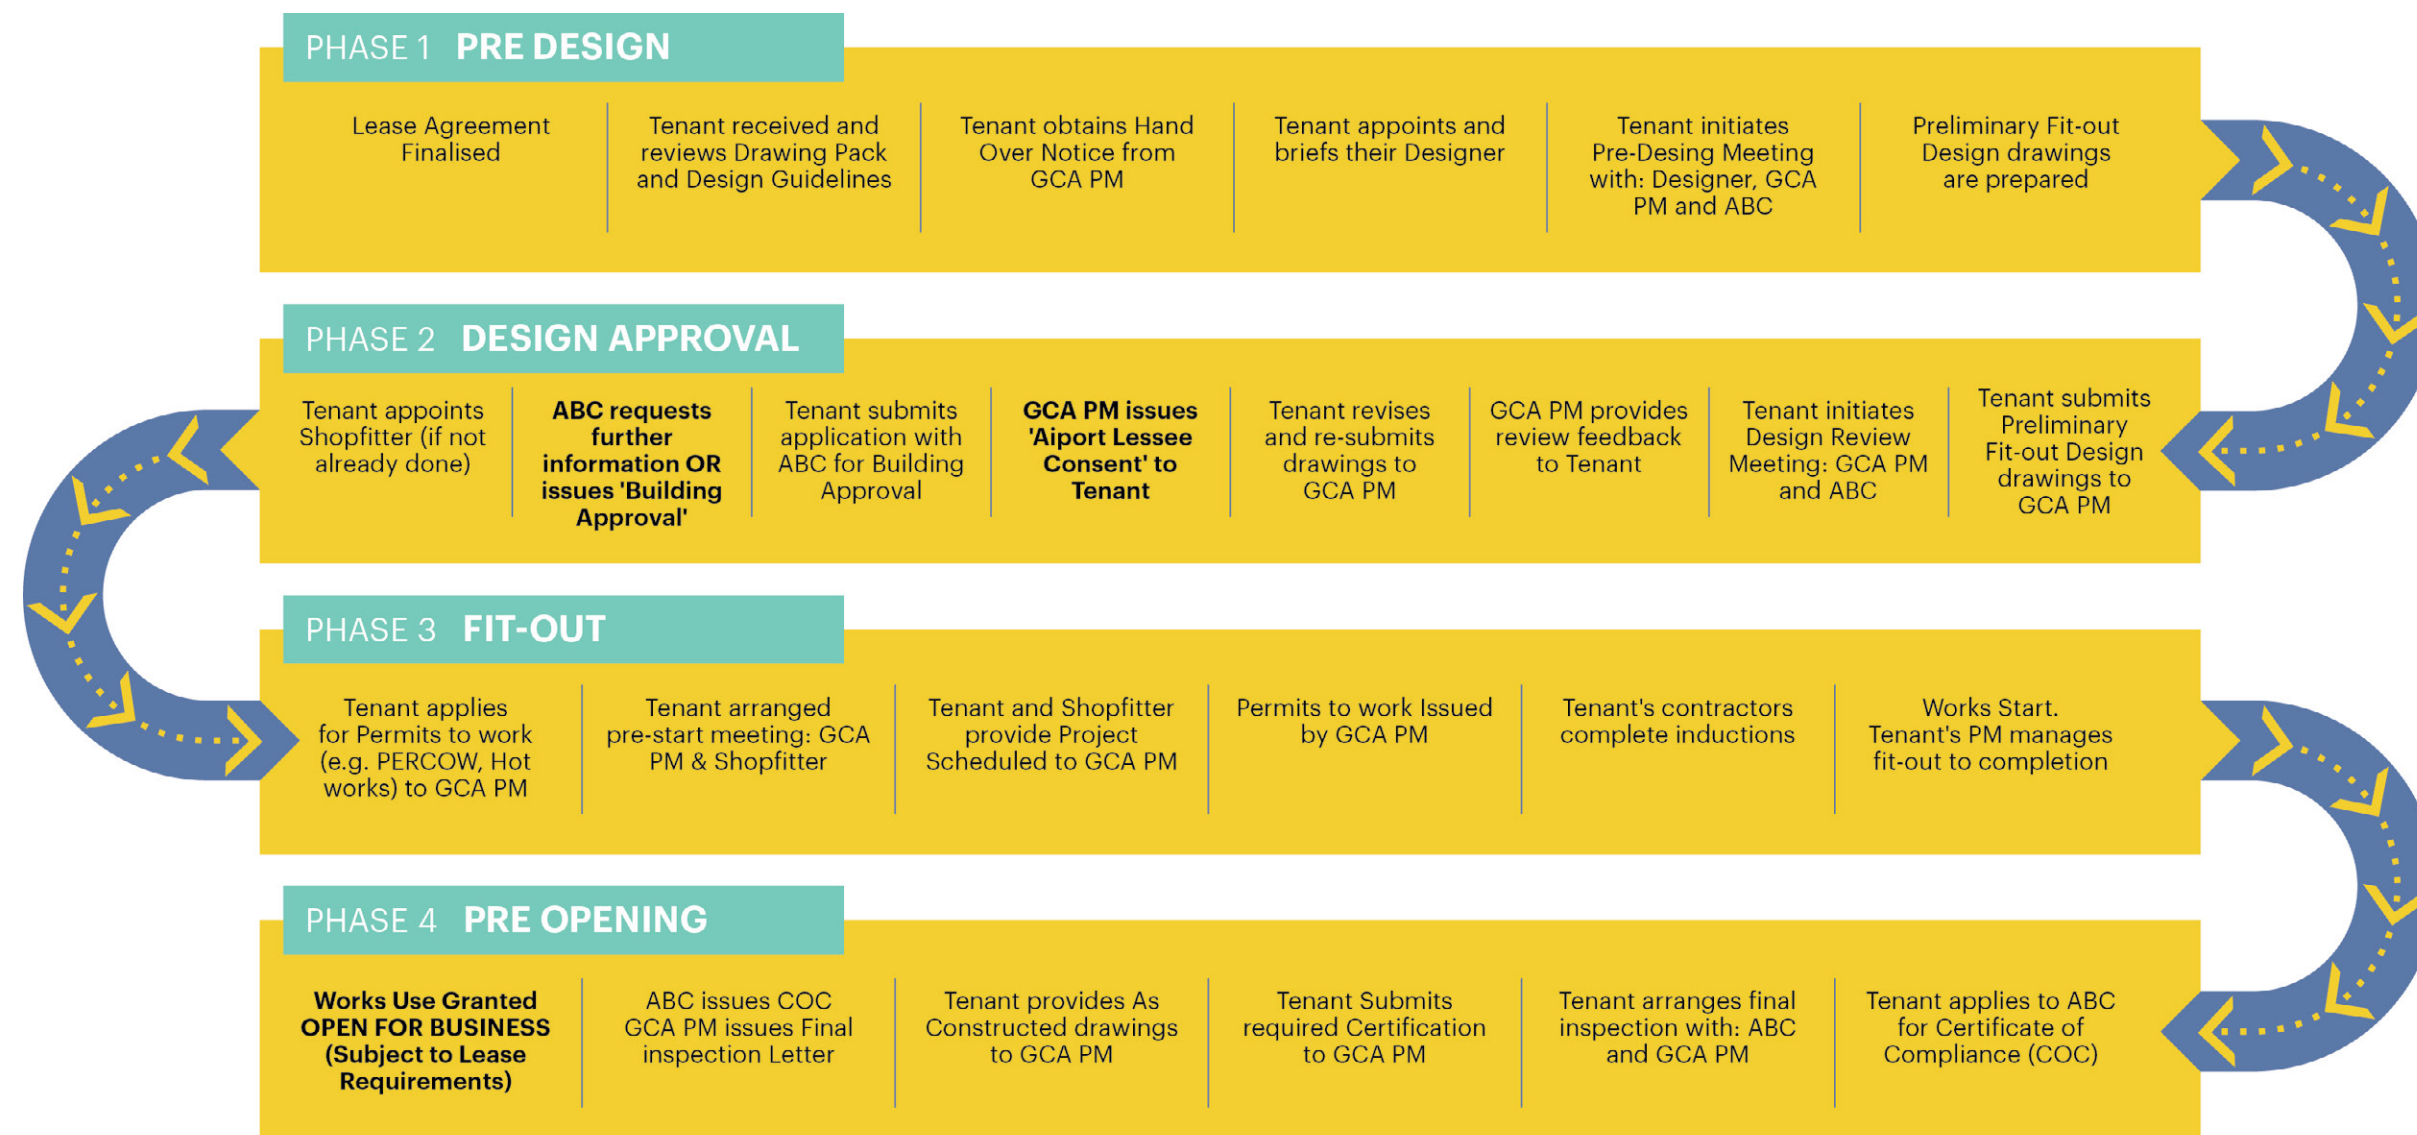 PHASE 1 PRE DESIGN
Lease Agreement
Finalised
Tenant received and
reviews Drawing Pack
and Design Guidelines
Tenant obtains Hand
Over Notice from
GCA PM
Tenant appoints and
briefs their Designer
Tenant initiates
Pre-Desing Meeting
with: Designer, GCA
PM and ABC
Preliminary Fit-out
Design drawings
are prepared
PHASE 2 DESIGN APPROVAL
Tenant appoints
Shopfitter (if not
already done)
ABC requests
further
information OR
issues 'Building
Approval'
Tenant submits
application with
ABC for Building
Approval
GCA PM issues
'Aiport Lessee
Consent' to
Tenant
Tenant revises
and re-submits
drawings to
GCA PM
GCA PM provides
review feedback
to Tenant
Tenant initiates
Design Review
Meeting: GCA PM
and ABC
Tenant submits
Preliminary
Fit-out Design
drawings to
GCA PM
PHASE 3 FIT-OUT
Tenant applies
for Permits to work
(e.g. PERCOW, Hot
works) to GCA PM
Tenant arranged
pre-start meeting: GCA
PM & Shopfitter
Tenant and Shopfitter
provide Project
Scheduled to GCA PM
Permits to work Issued
by GCA PM
Tenant's contractors
complete inductions
Works Start.
Tenant's PM manages
fit-out to completion
PHASE 4 PRE OPENING
Works Use Granted
OPEN FOR BUSINESS
(Subject to Lease
Requirements)
ABC issues COC
GCA PM issues Final
inspection Letter
Tenant provides As
Constructed drawings
to GCA PM
Tenant Submits
required Certification
to GCA PM
Tenant arranges final
inspection with: ABC
and GCA PM
Tenant applies to ABC
for Certificate of
Compliance (COC)